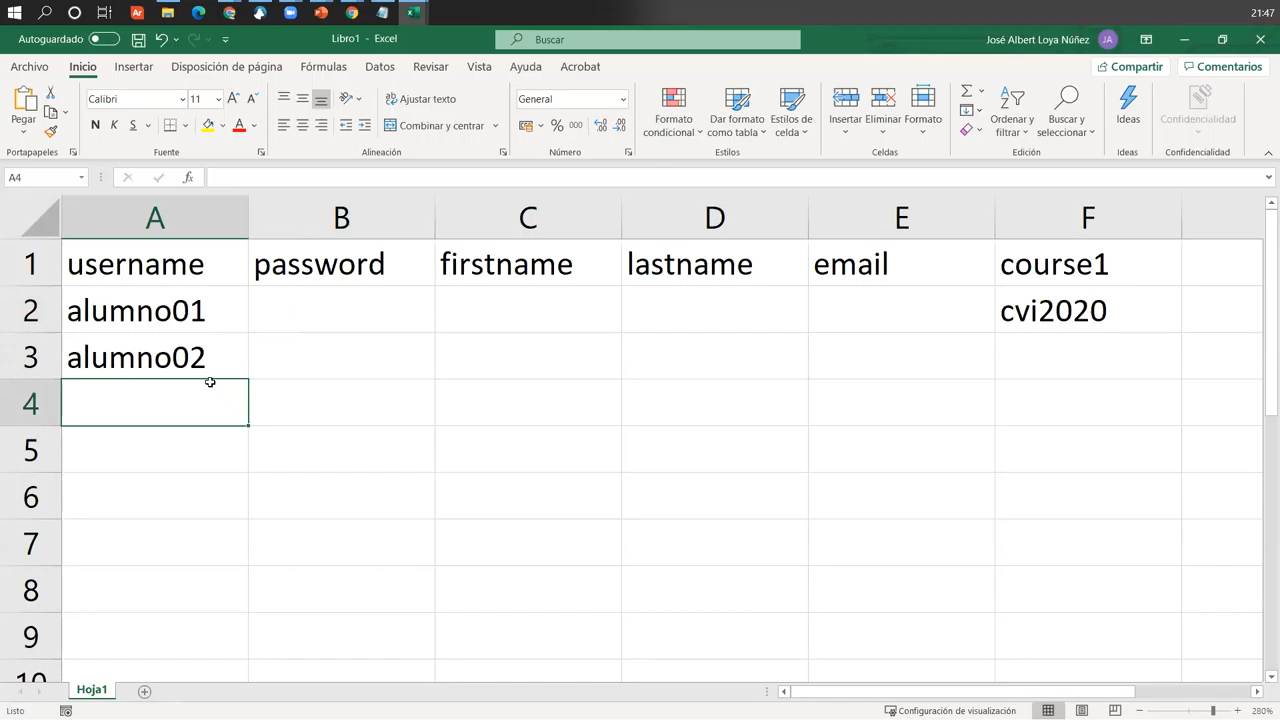 21:47
Autoguardado
Libro1 - Excel
Buscar
José Albert Loya Núñez
JA
Archivo Inicio Insertar Disposición de página Fórmulas Datos Revisar Vista Ayuda Acrobat
Compartir
Comentarios
Pegar
Calibri 11
N K S
Ajustar texto
Combinar y centrar
General
% 000
Formato condicional
Dar formato como tabla
Estilos de celda
Insertar
Eliminar
Formato
Ordenar y filtrar
Buscar y seleccionar
Ideas
Confidencialidad
Portapapeles Fuente Alineación Número Estilos Celdas Edición Ideas Confidencialidad
A4
fx
A B C D E F
1 username password firstname lastname email course1
2 alumno01 cvi2020
3 alumno02
4
5
6
7
8
9
10
Hoja1
Listo
Configuración de visualización
280%